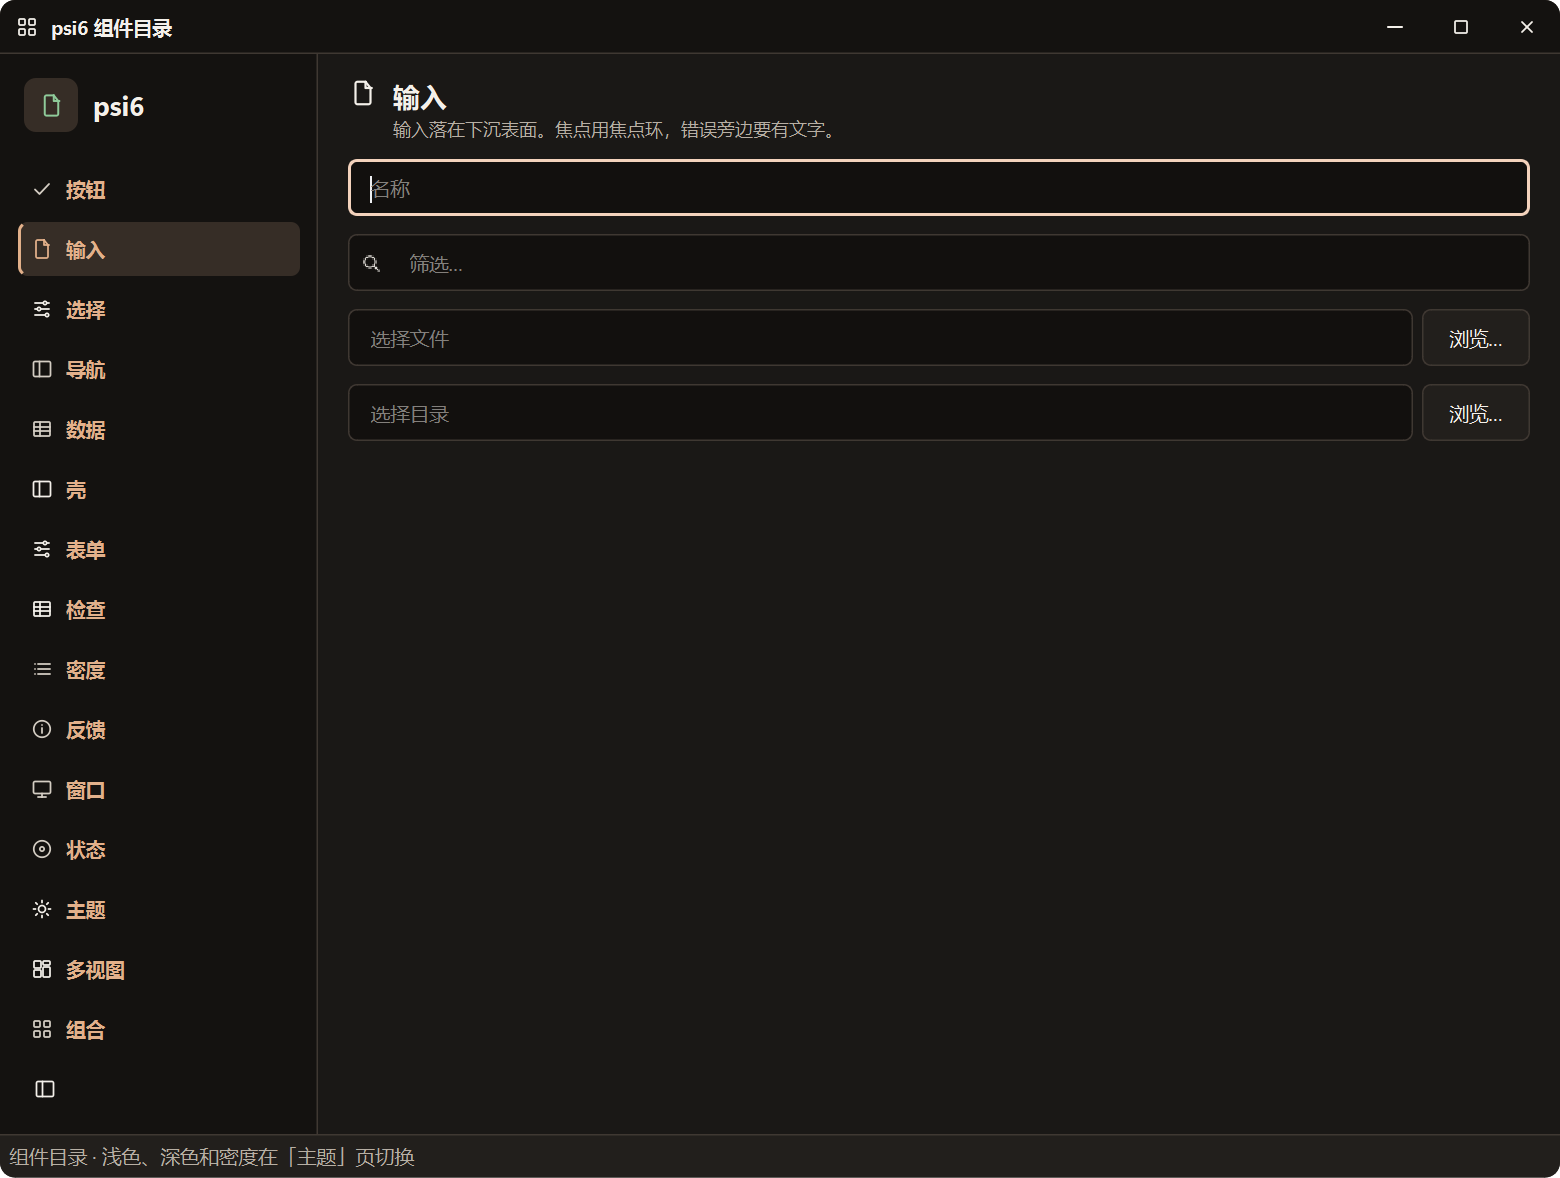 psi6 组件目录
psi6
按钮
输入
选择
导航
数据
壳
表单
检查
密度
反馈
窗口
状态
主题
多视图
组合
输入
输入落在下沉表面。焦点用焦点环，错误旁边要有文字。
名称
筛选...
选择文件
浏览...
选择目录
浏览...
组件目录 · 浅色、深色和密度在「主题」页切换